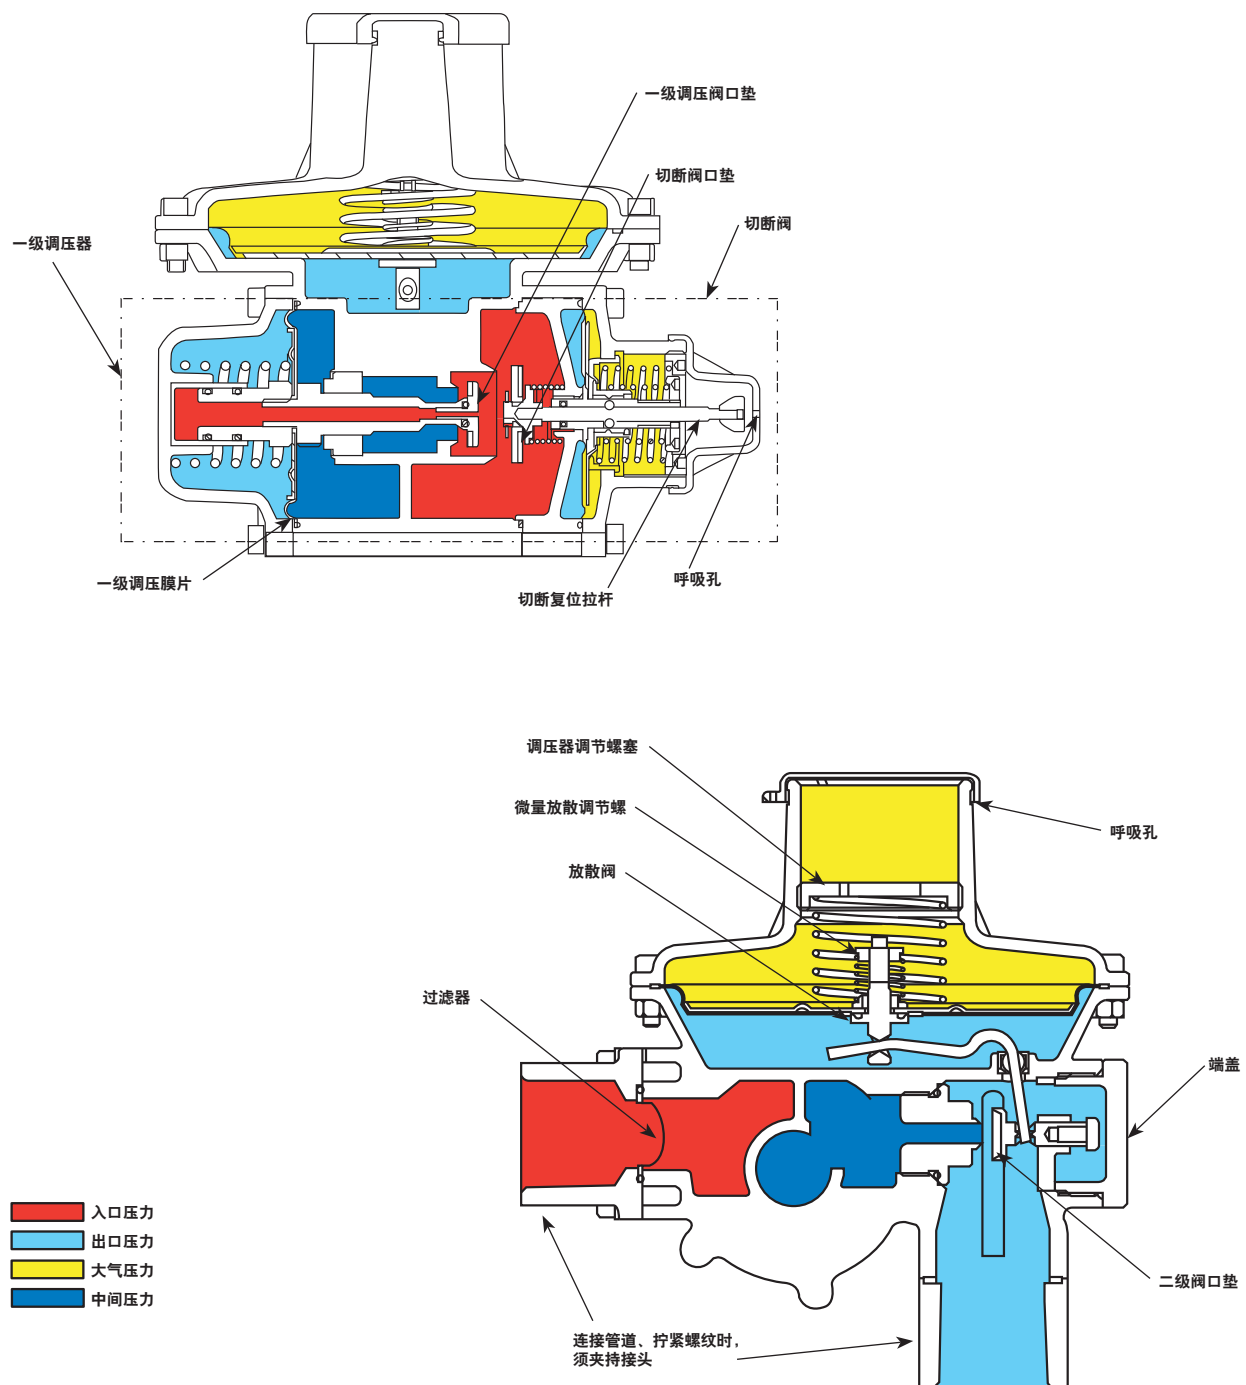 一级调压阀口垫
切断阀口垫
切断阀
一级调压器
一级调压膜片
切断复位拉杆
呼吸孔
调压器调节螺塞
微量放散调节螺
呼吸孔
放散阀
过滤器
端盖
入口压力
出口压力
大气压力
中间压力
二级阀口垫
连接管道、拧紧螺纹时，
须夹持接头